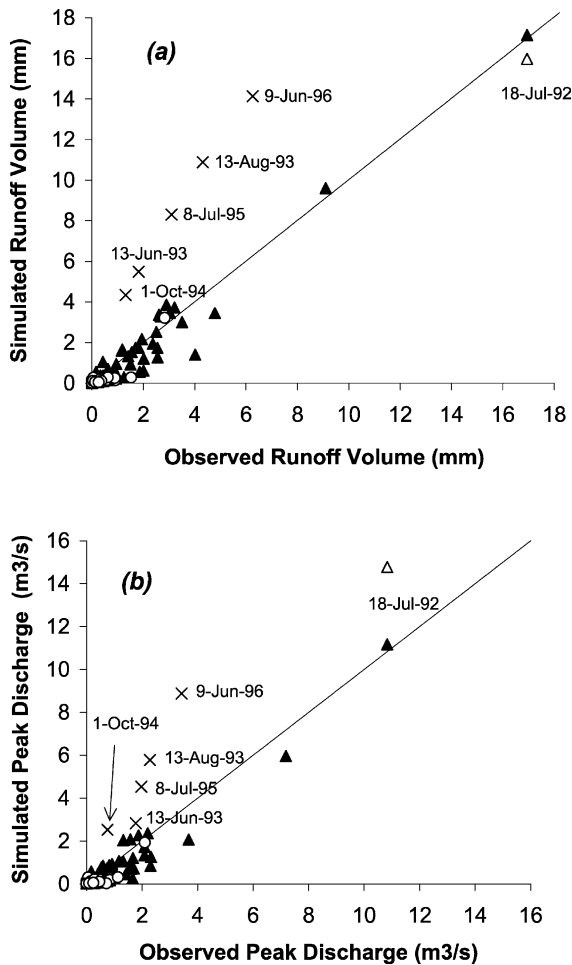 18
(a)
16
9-Jun-96
18-Jul-92
14
12
13-Aug-93
10
8-Jul-95
8
13-Jun-93
6
1-Oct-94
4
2
0
0 2 4 6 8 10 12 14 16 18
Simulated Runoff Volume (mm)
Observed Runoff Volume (mm)
16
(b)
14
18-Jul-92
12
10
9-Jun-96
8
1-Oct-94
13-Aug-93
6
8-Jul-95
4
13-Jun-93
2
0
0 2 4 6 8 10 12 14 16
Simulated Peak Discharge (m3/s)
Observed Peak Discharge (m3/s)